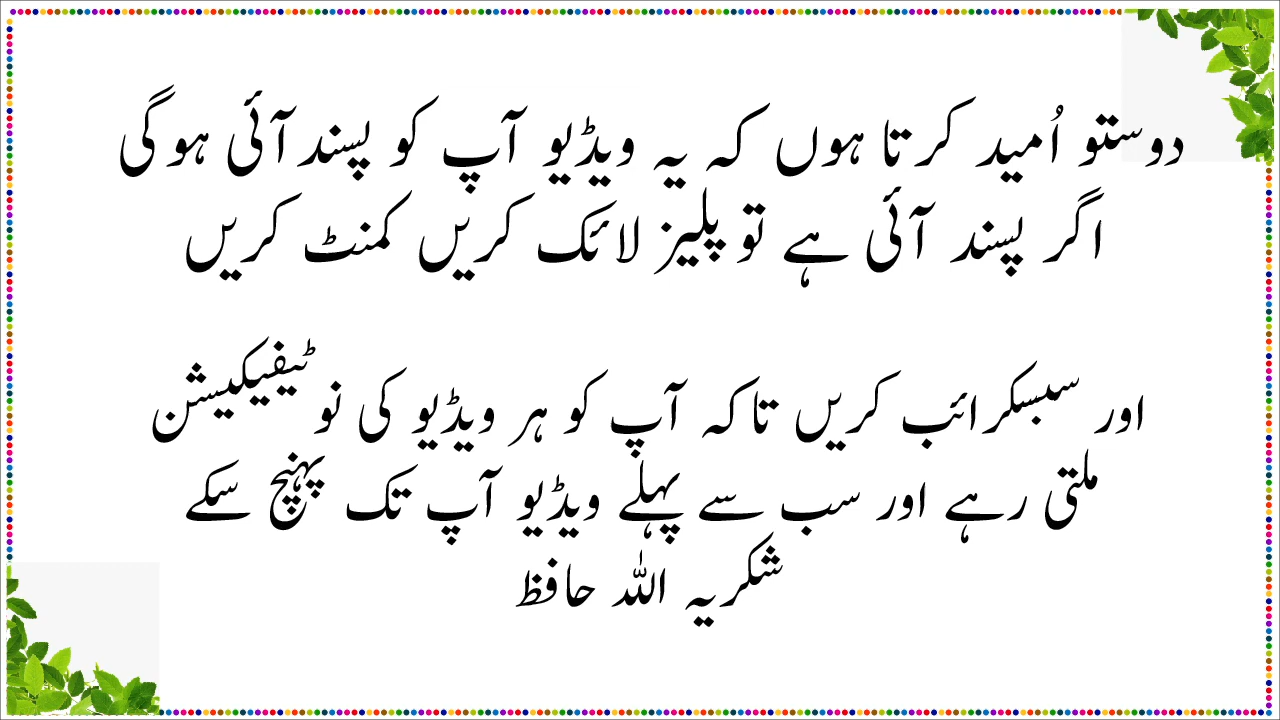 دوستو اُمید کرتا ہوں کہ یہ ویڈیو آپ کو پسند آئی ہوگی
اگر پسند آئی ہے تو پلیز لائک کریں کمنٹ کریں
اور سبسکرائب کریں تاکہ آپ کو ہر ویڈیو کی نوٹیفیکیشن
ملتی رہے اور سب سے پہلے ویڈیو آپ تک پہنچ سکے
شکریہ اللہ حافظ